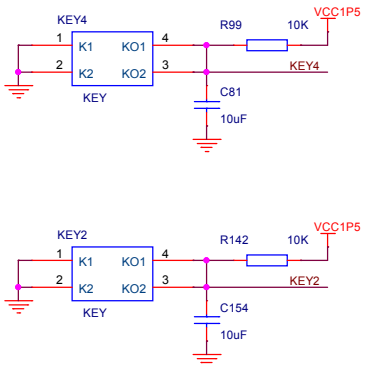 VCC1P5
KEY4
R99 10K
1 K1 KO1 4
2 K2 KO2 3 KEY4
KEY
C81
10uF
VCC1P5
KEY2
R142 10K
1 K1 KO1 4
2 K2 KO2 3 KEY2
KEY
C154
10uF